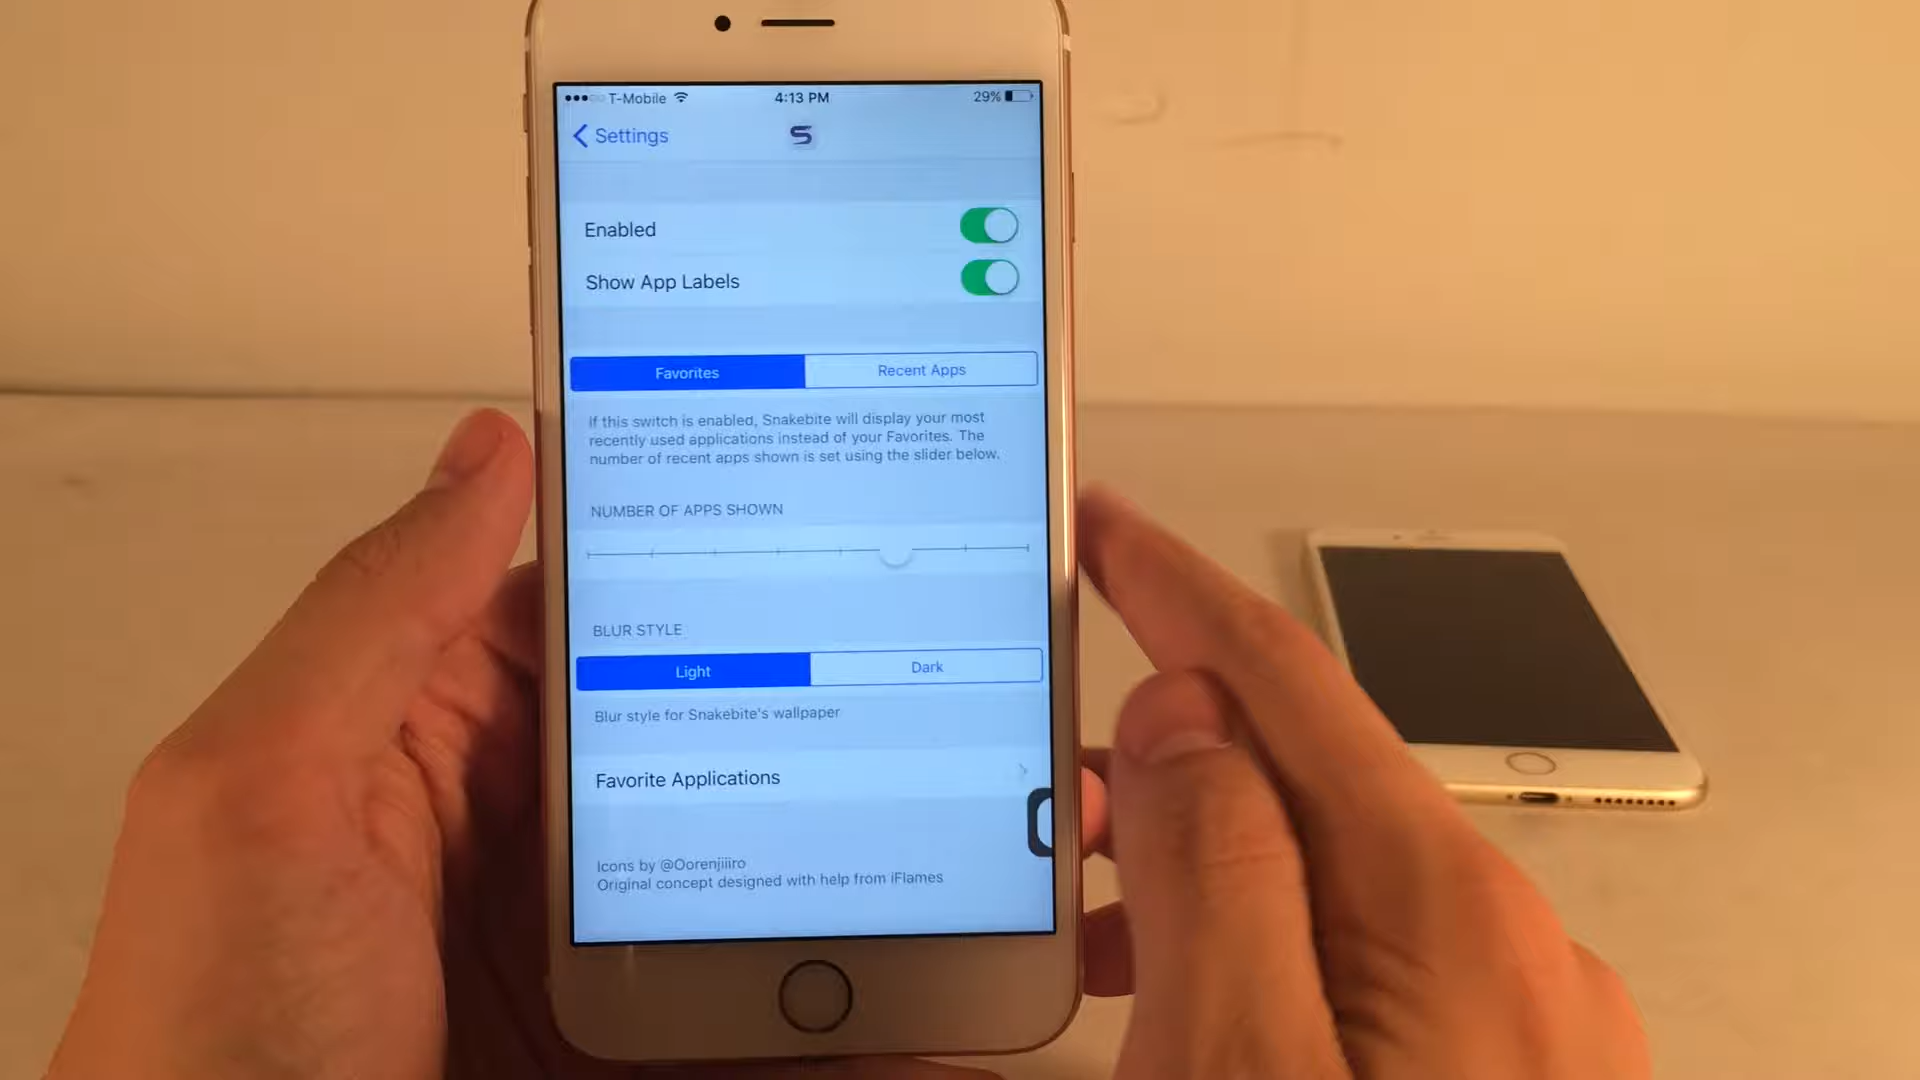 T-Mobile 4:13 PM 29%
Settings S
Enabled
Show App Labels
Favorites Recent Apps
If this switch is enabled, Snakebite will display your most
recently used applications instead of your Favorites. The
number of recent apps shown is set using the slider below.
NUMBER OF APPS SHOWN
BLUR STYLE
Light Dark
Blur style for Snakebite's wallpaper
Favorite Applications
Icons by @Oorenjiiiro
Original concept designed with help from iFlames